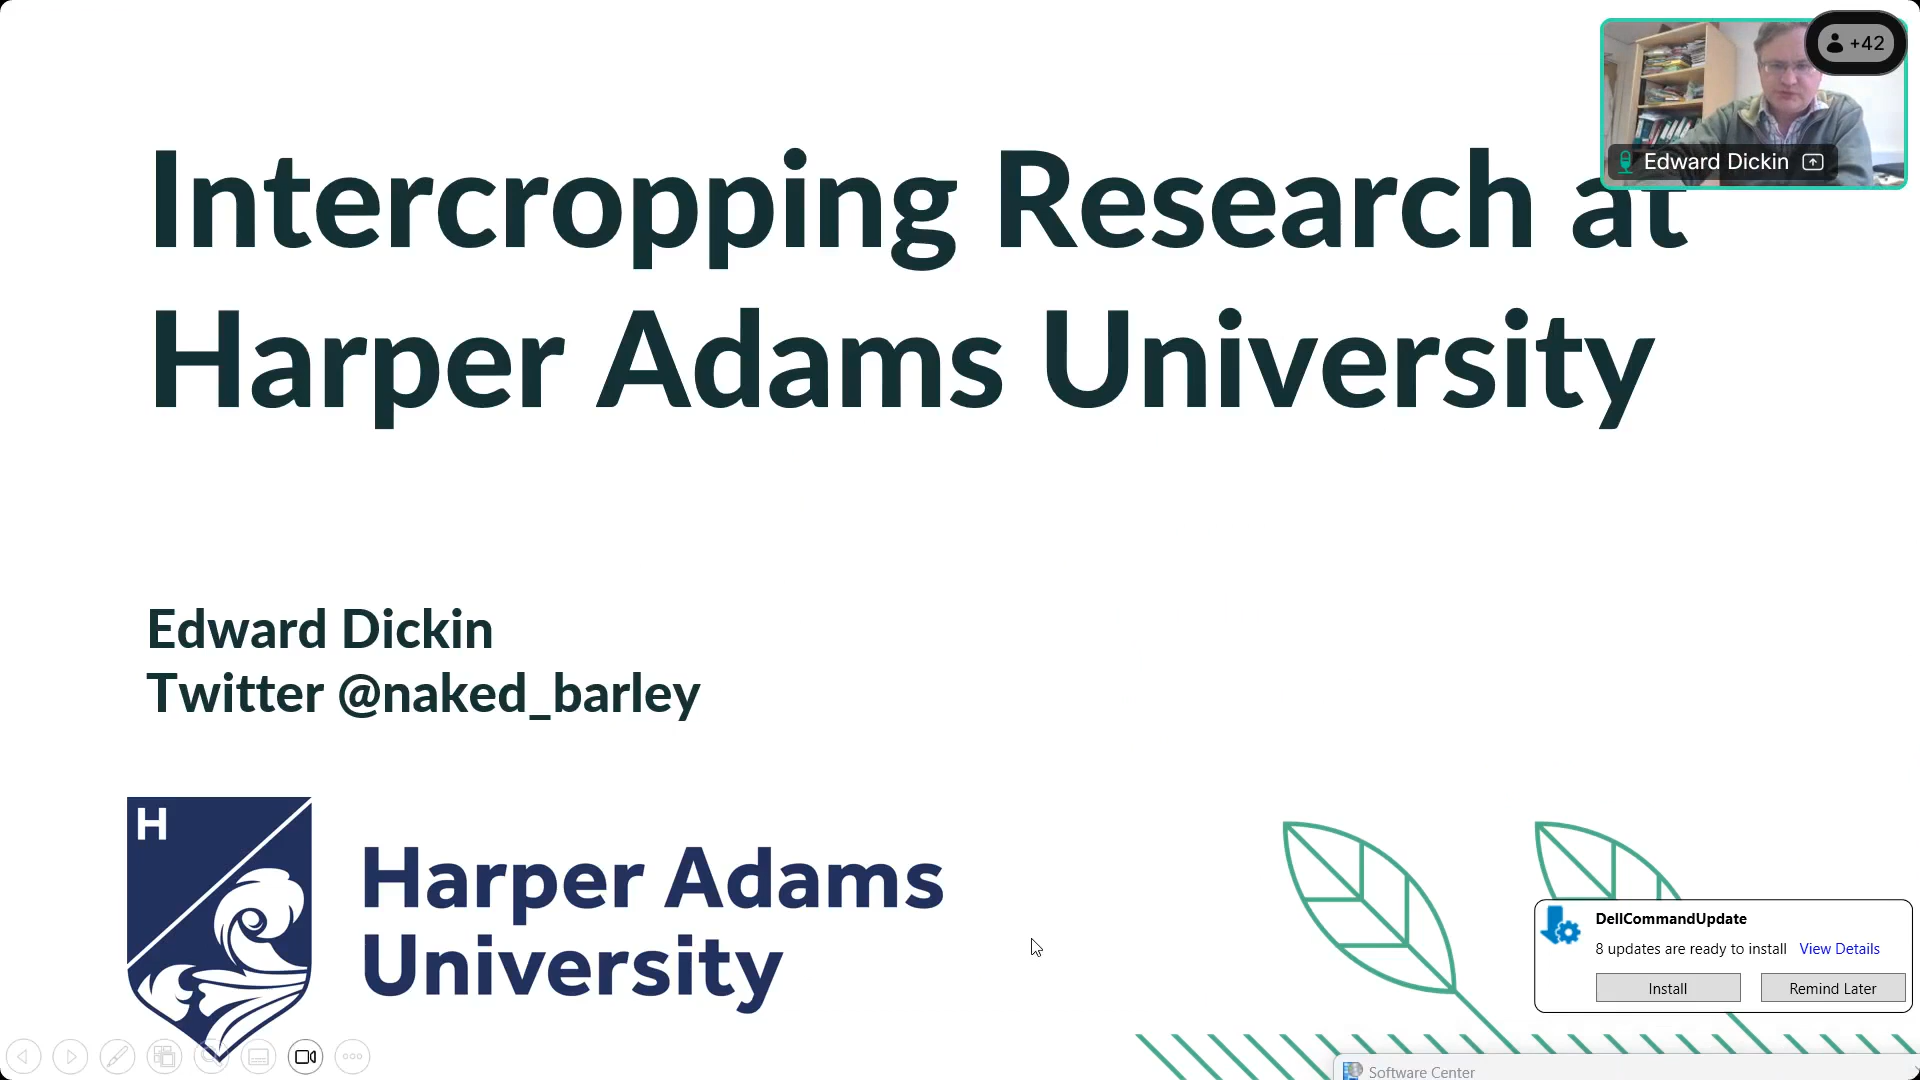 +42
Edward Dickin
Intercropping Research at
Harper Adams University
Edward Dickin
Twitter @naked_barley
H
Harper Adams
University
DellCommandUpdate
8 updates are ready to install View Details
Install Remind Later
Software Center